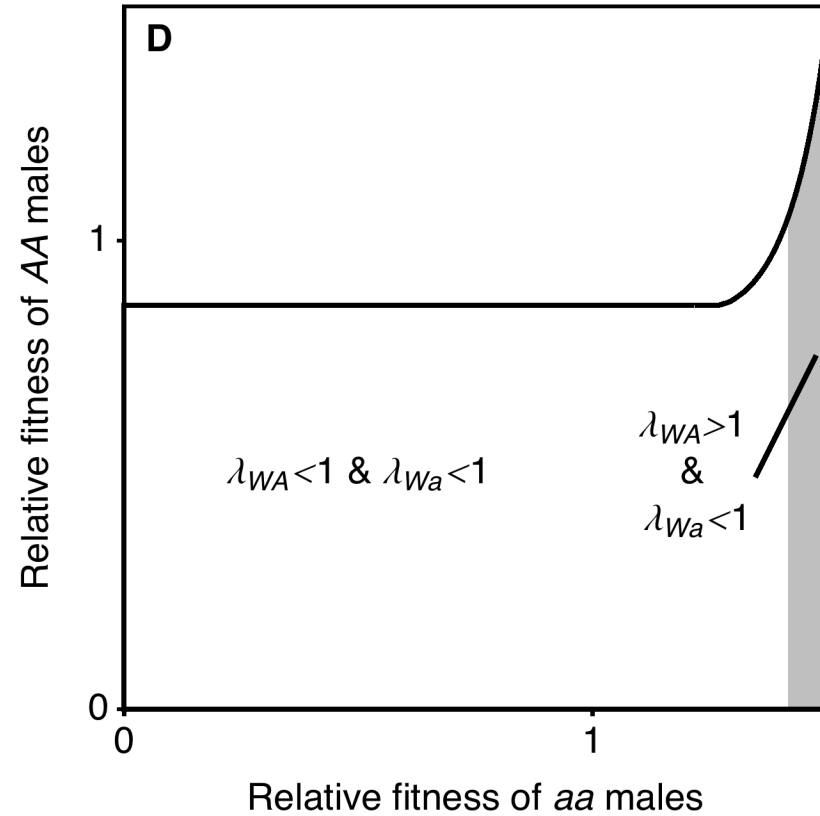 D
Relative fitness of AA males
1
λWA>1
λWA<1 & λWa<1
&
λWa<1
0
0
1
Relative fitness of aa males